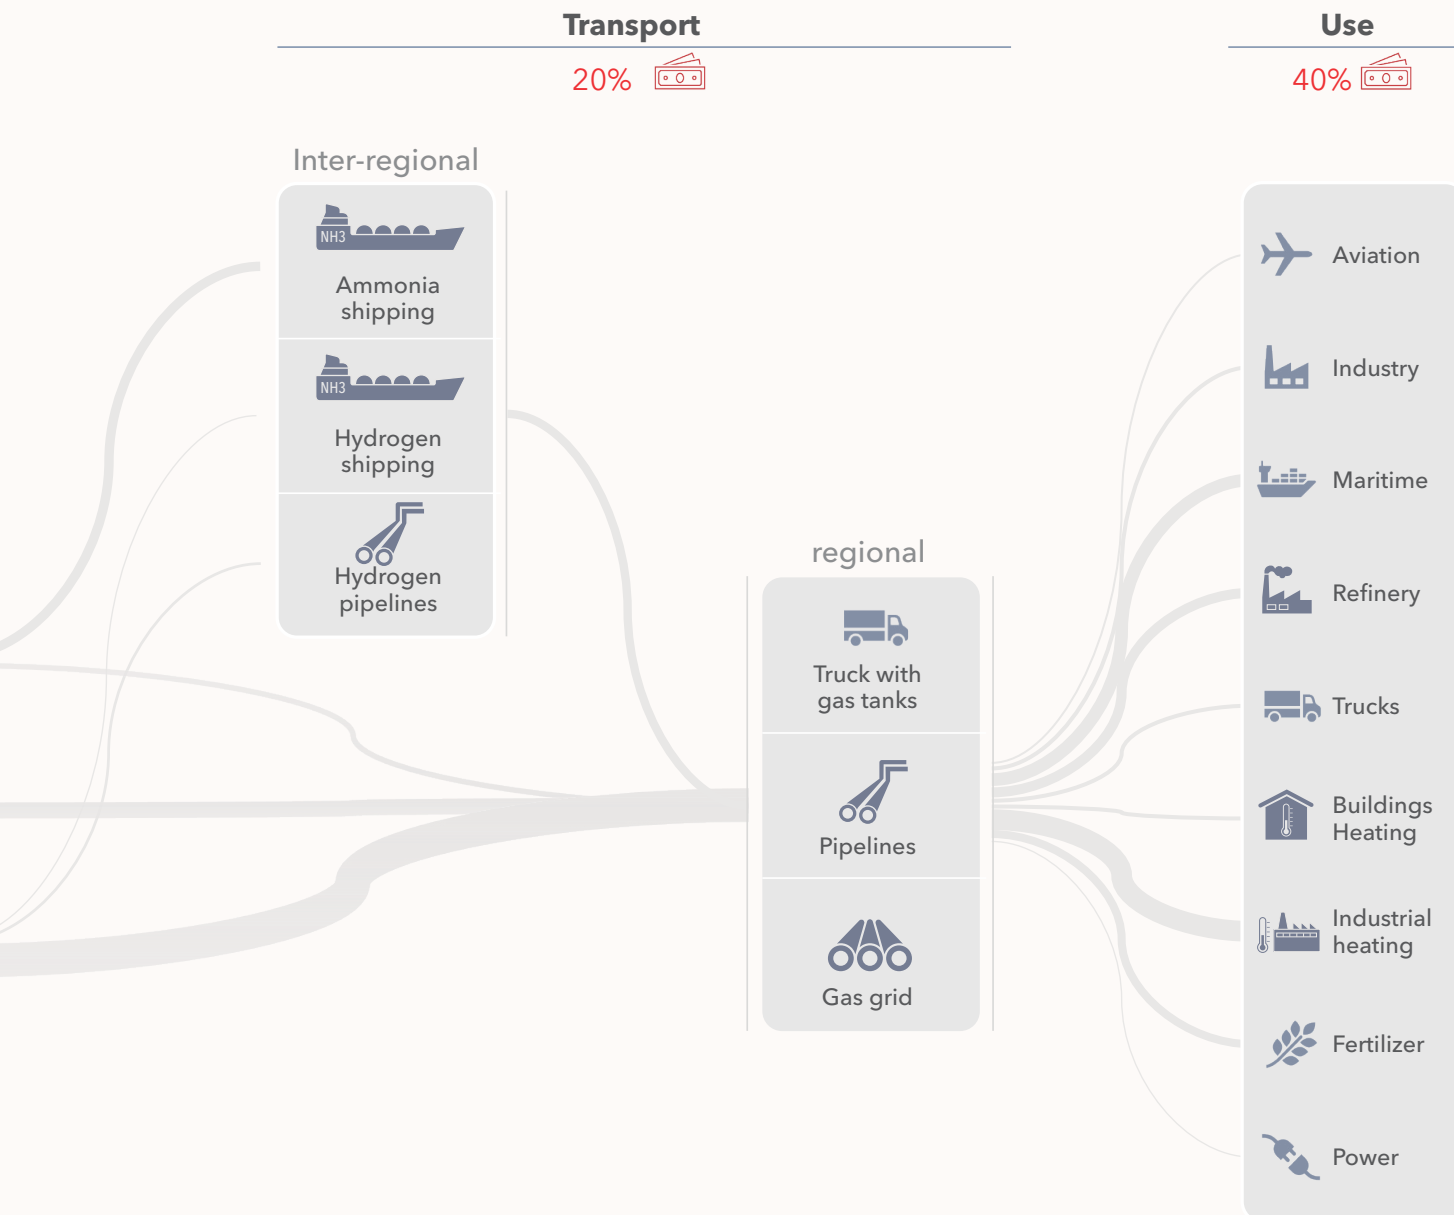 Transport
20%
Use
40%
Inter-regional
NH3
Ammonia
shipping
NH3
Hydrogen
shipping
Hydrogen
pipelines
regional
Truck with
gas tanks
Pipelines
Gas grid
Aviation
Industry
Maritime
Refinery
Trucks
Buildings
Heating
Industrial
heating
Fertilizer
Power